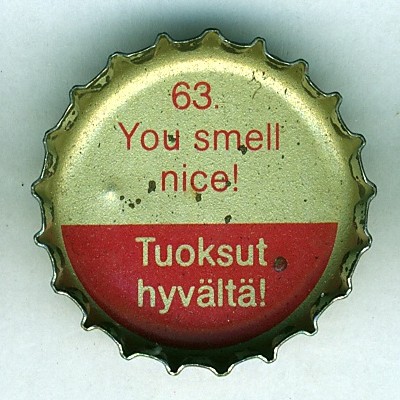 63.
You smell
nice!
Tuoksut
hyvältä!